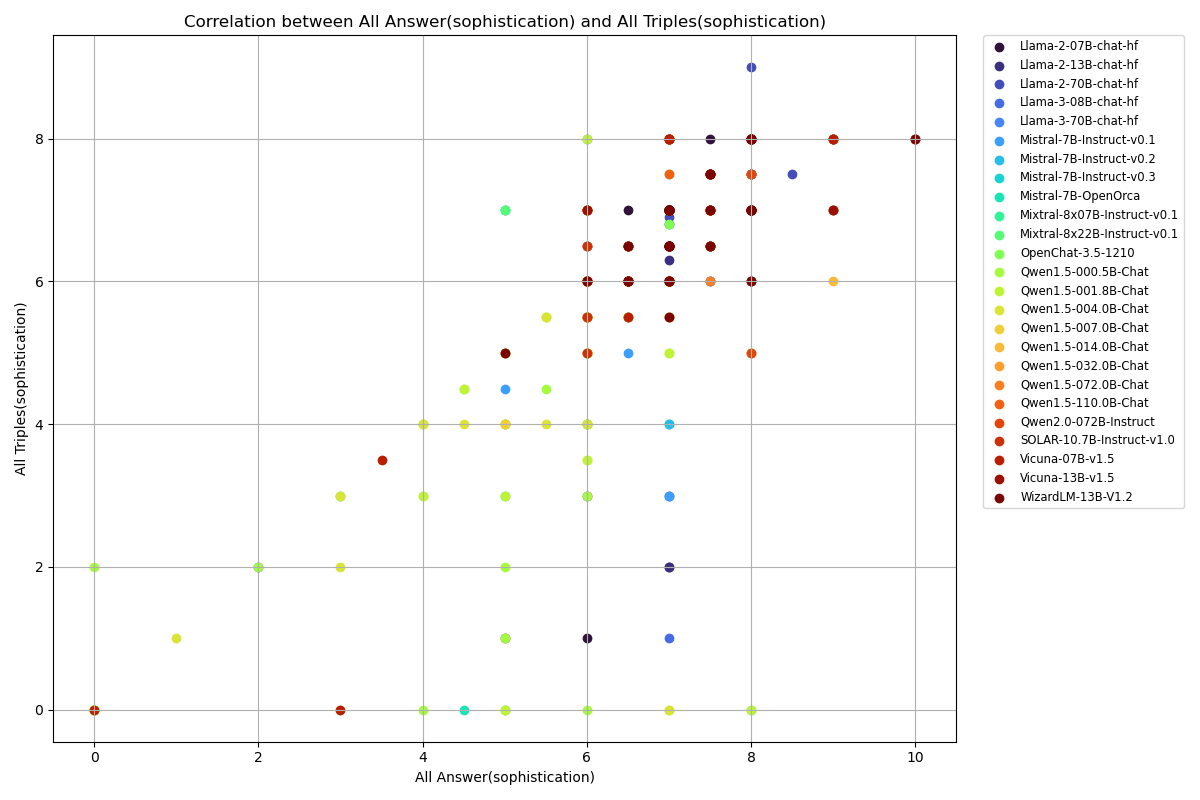 Correlation between All Answer(sophistication) and All Triples(sophistication)
Llama-2-07B-chat-hf
Llama-2-13B-chat-hf
Llama-2-70B-chat-hf
Llama-3-08B-chat-hf
Llama-3-70B-chat-hf
Mistral-7B-Instruct-v0.1
Mistral-7B-Instruct-v0.2
Mistral-7B-Instruct-v0.3
Mistral-7B-OpenOrca
Mixtral-8x07B-Instruct-v0.1
Mixtral-8x22B-Instruct-v0.1
OpenChat-3.5-1210
Qwen1.5-000.5B-Chat
Qwen1.5-001.8B-Chat
Qwen1.5-004.0B-Chat
Qwen1.5-007.0B-Chat
Qwen1.5-014.0B-Chat
Qwen1.5-032.0B-Chat
Qwen1.5-072.0B-Chat
Qwen1.5-110.0B-Chat
Qwen2.0-072B-Instruct
SOLAR-10.7B-Instruct-v1.0
Vicuna-07B-v1.5
Vicuna-13B-v1.5
WizardLM-13B-V1.2
All Triples(sophistication)
8
6
4
2
0
0 2 4 6 8 10
All Answer(sophistication)